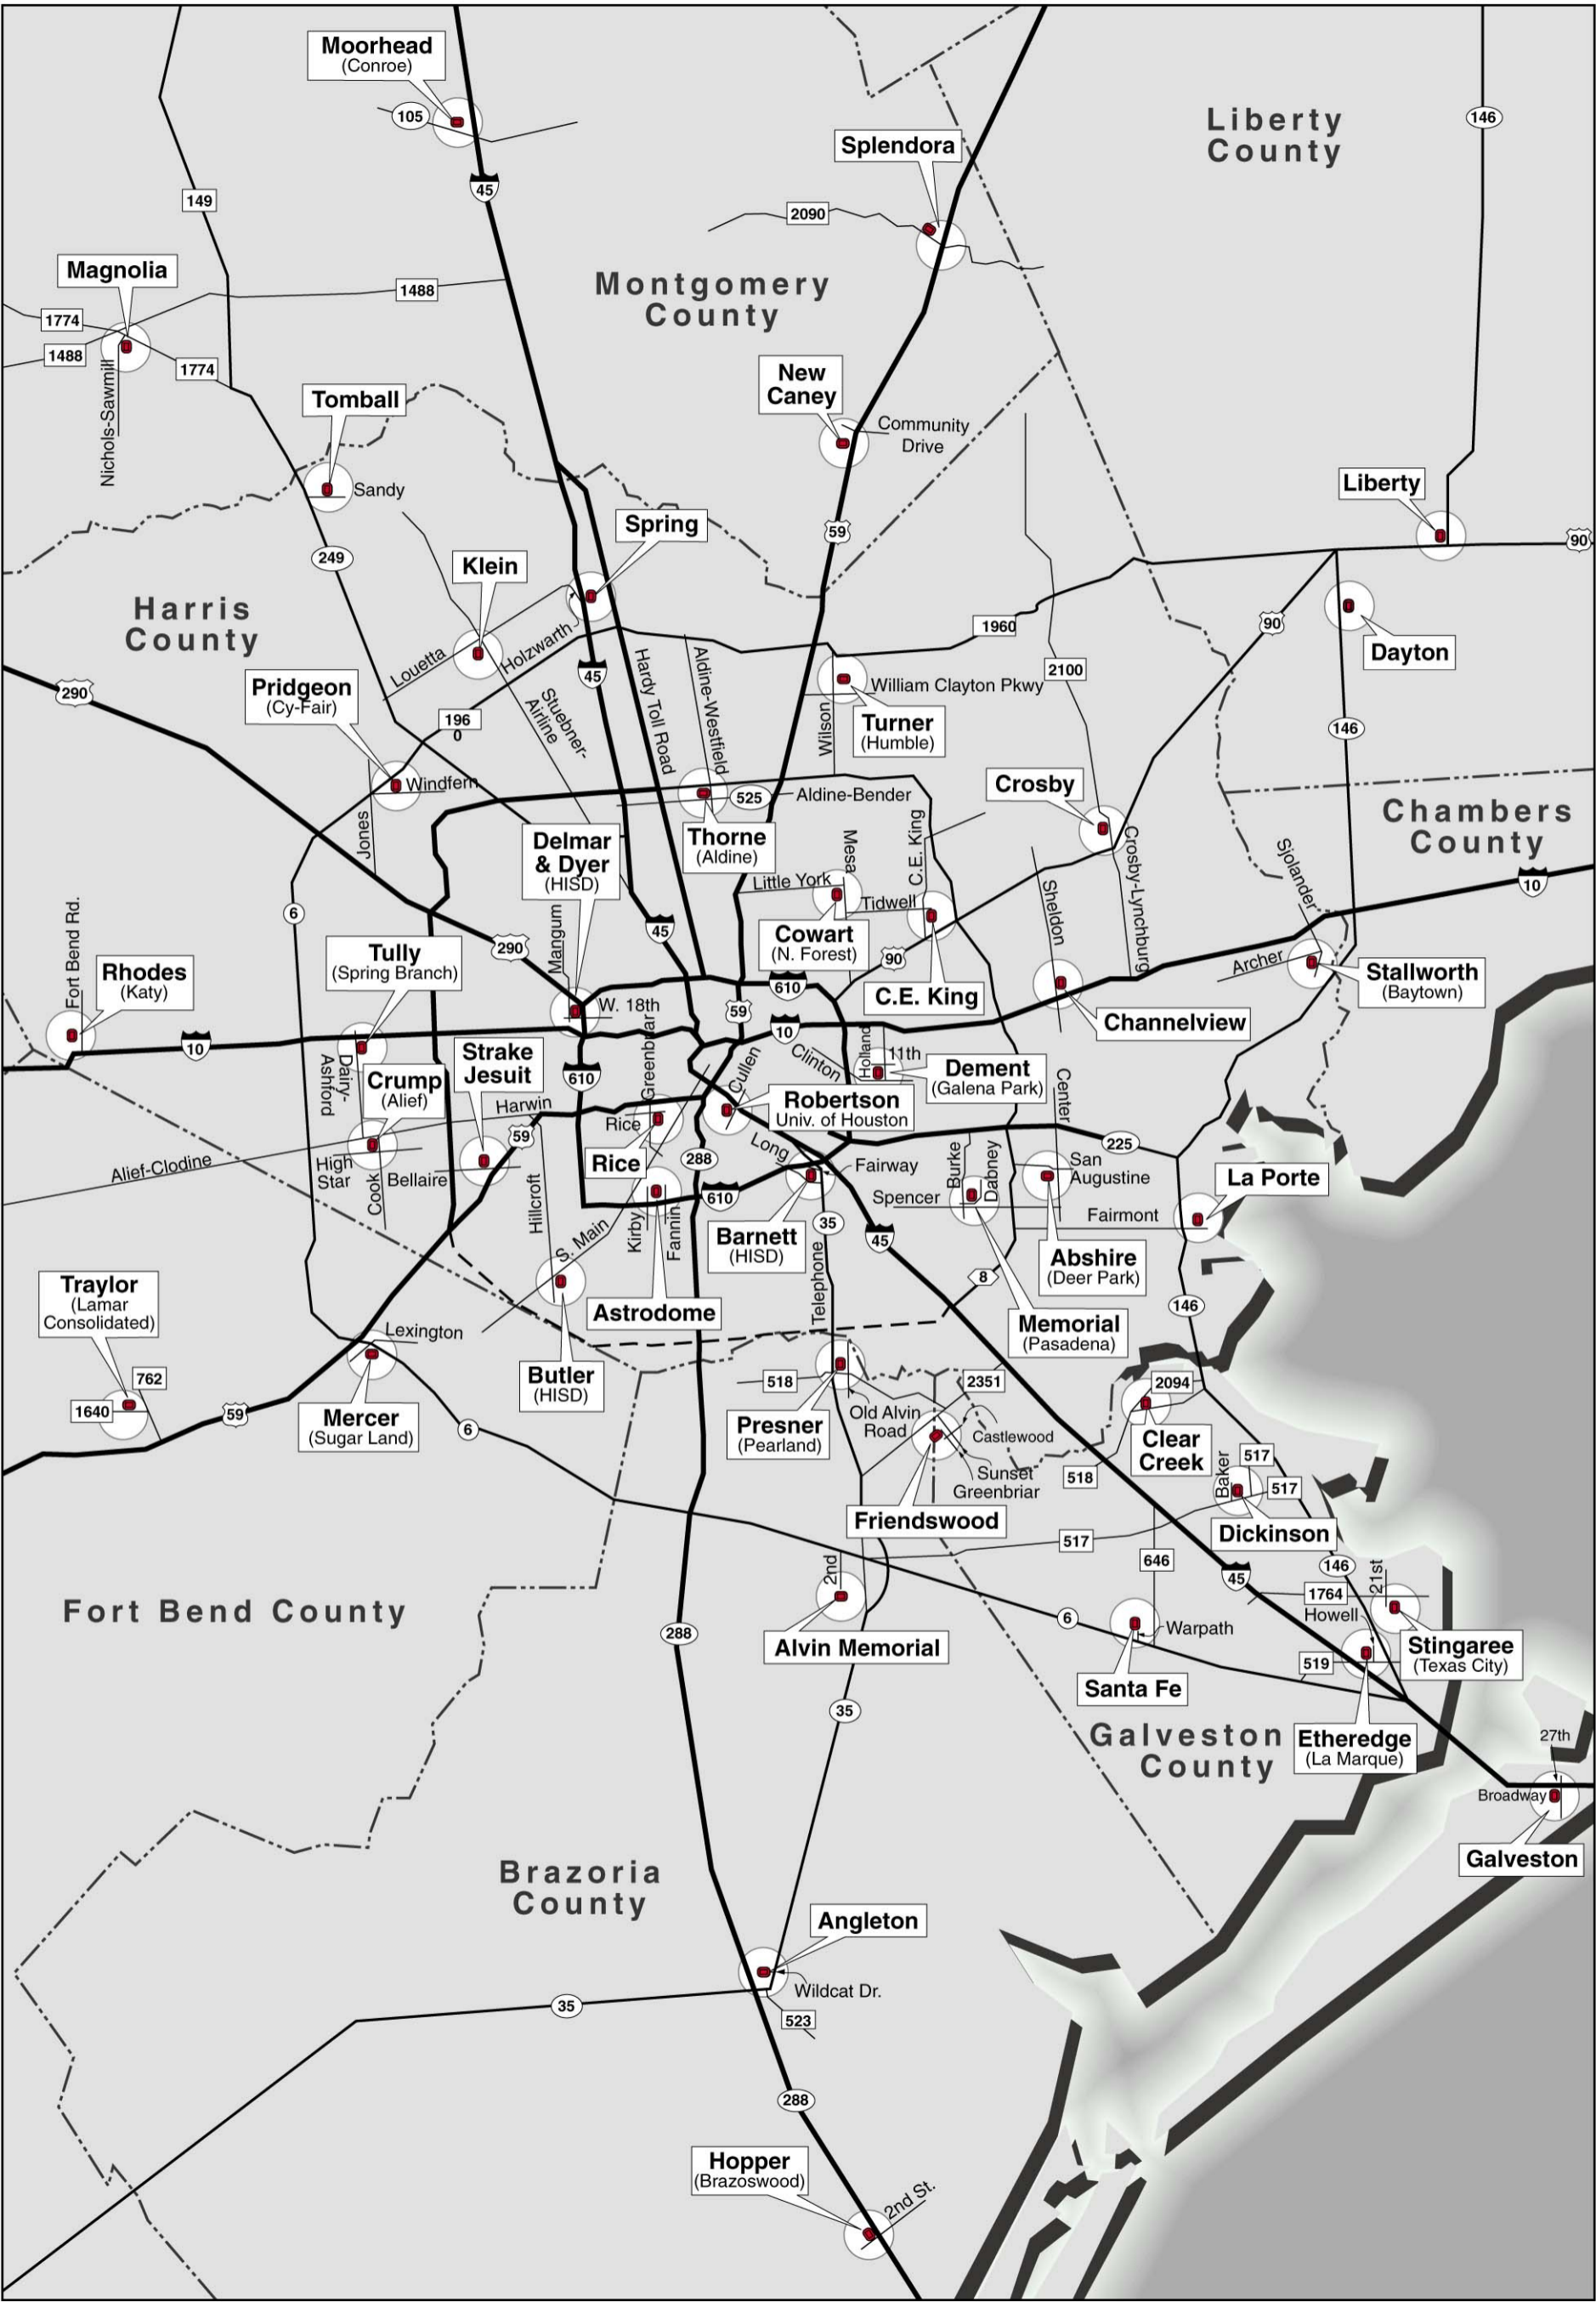 Moorhead
(Conroe)
105
45
149
Liberty
County
146
Splendora
2090
Magnolia
1774
1488
1488
1774
Nichols-Sawmill
Montgomery
County
New
Caney
Community
Drive
Tomball
Sandy
249
Spring
59
Liberty
90
Klein
Harris
County
Louetta
Holzwarth
1960
90
Dayton
290
Pridgeon
(Cy-Fair)
196
0
Stuebner-
Airline
45
Hardy Toll Road
Aldine-Westfield
William Clayton Pkwy
Wilson
Turner
(Humble)
2100
146
Windfern
Jones
525
Aldine-Bender
Crosby
Chambers
County
Delmar
& Dyer
(HISD)
Thorne
(Aldine)
Mesa
C.E. King
Little York
Tidwell
Crosby-Lynchburg
Sheldon
Sjolander
10
6
Fort Bend Rd.
Rhodes
(Katy)
Tully
(Spring Branch)
290
Mangum
45
Cowart
(N. Forest)
90
C.E. King
Archer
Stallworth
(Baytown)
610
W. 18th
59
10
Channelview
10
Dairy-
Ashford
Crump
(Alief)
Strake
Jesuit
610
Greenbriar
Cullen
Clinton
Holland
11th
Dement
(Galena Park)
Center
Harwin
59
Rice
Robertson
Univ. of Houston
225
Alief-Clodine
High
Star
Cook
Bellaire
Hillcroft
Rice
288
Long
Fairway
Burke
Dabney
San
Augustine
La Porte
Spencer
Fairmont
610
S. Main
Kirby
Fannin
Barnett
(HISD)
35
45
Telephone
8
Abshire
(Deer Park)
146
Traylor
(Lamar
Consolidated)
Lexington
Butler
(HISD)
Astrodome
Memorial
(Pasadena)
762
1640
59
Mercer
(Sugar Land)
6
518
Presner
(Pearland)
Old Alvin
Road
2351
Castlewood
Sunset
Greenbriar
2094
Clear
Creek
518
Baker
517
517
Friendswood
Dickinson
517
646
Fort Bend County
2nd
Alvin Memorial
288
6
Warpath
Santa Fe
45
146
1764
21st
Howell
519
Stingaree
(Texas City)
35
Galveston
County
Etheredge
(La Marque)
27th
Broadway
Galveston
Brazoria
County
Angleton
Wildcat Dr.
35
523
288
Hopper
(Brazoswood)
2nd St.